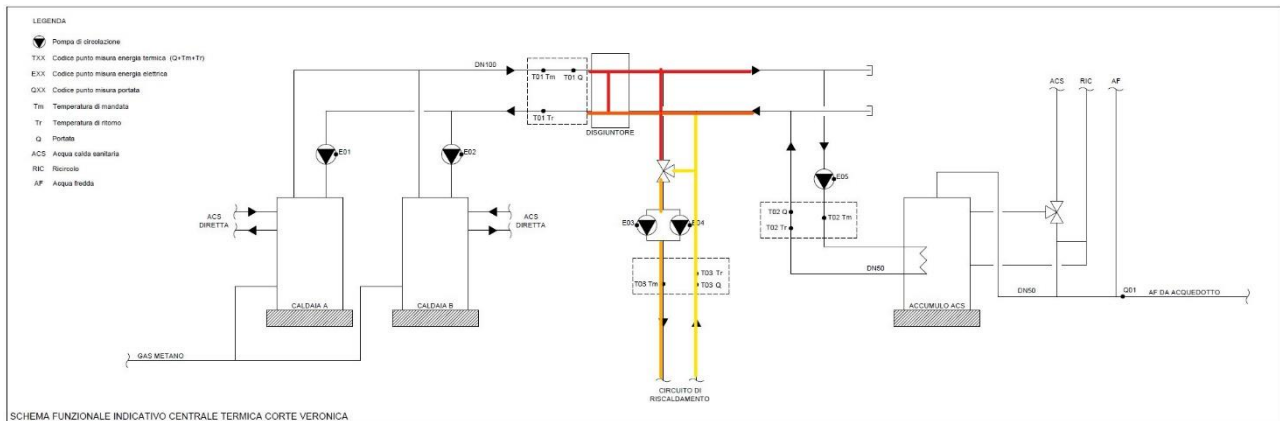 LEGENDA
Pompa di circolazione
TXX Codice punto misura energia termica (Q+Tm+Tr)
EXX Codice punto misura energia elettrica
QXX Codice punto misura portata
Tm Temperatura di mandata
Tr Temperatura di ritorno
Q Portata
ACS Acqua calda sanitaria
RIC Ricircolo
AF Acqua fredda
DN100
T01 Tm
T01 Q
T01 Tr
DISGIUNTORE
ACS
RIC
AF
E01
E02
E05
ACS
DIRETTA
ACS
DIRETTA
E03
E04
T02 Q
T02 Tr
T02 Tm
DN50
T03 Tr
T03 Q
T03 Tm
CALDAIA A
CALDAIA B
ACCUMULO ACS
DN50
Q01
AF DA ACQUEDOTTO
GAS METANO
CIRCUITO DI
RISCALDAMENTO
SCHEMA FUNZIONALE INDICATIVO CENTRALE TERMICA CORTE VERONICA